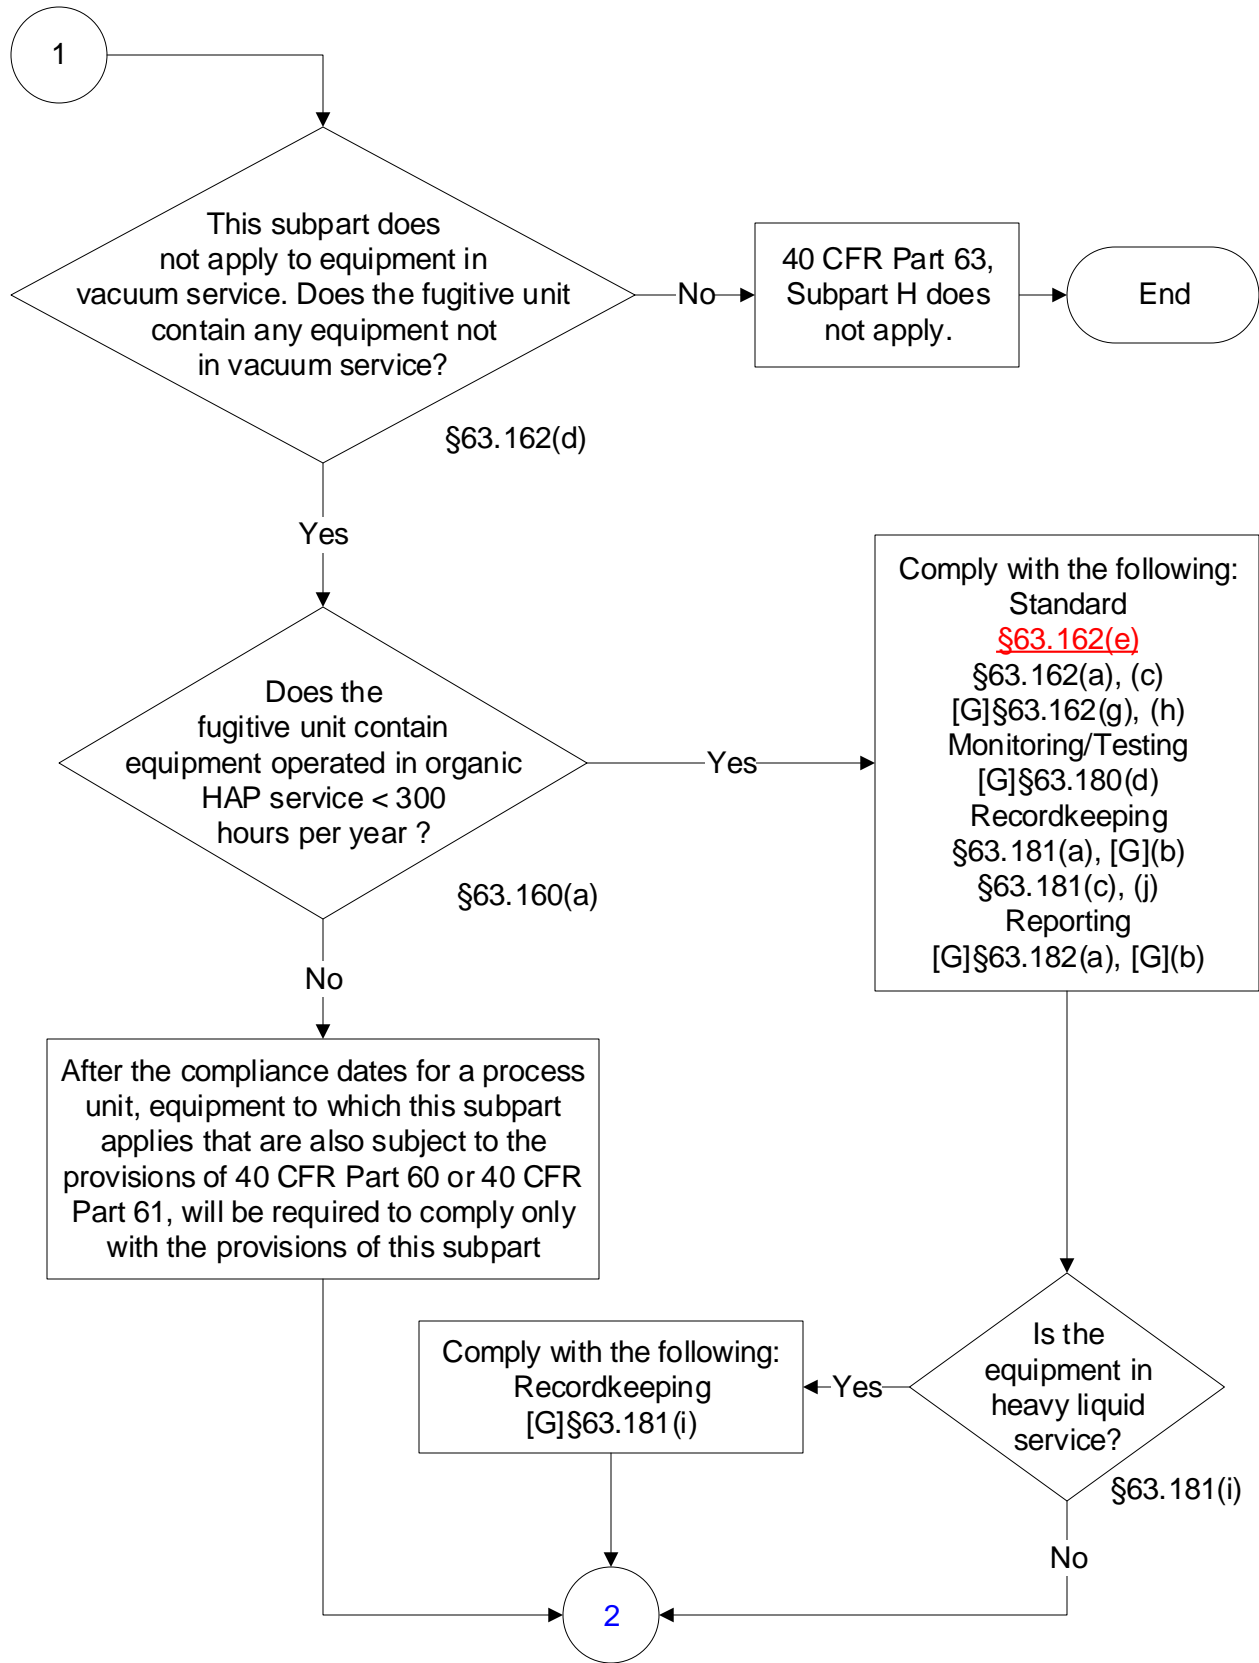 1
This subpart does
not apply to equipment in
vacuum service. Does the fugitive unit
contain any equipment not
in vacuum service?
§63.162(d)
No
40 CFR Part 63,
Subpart H does
not apply.
End
Yes
Does the
fugitive unit contain
equipment operated in organic
HAP service < 300
hours per year ?
§63.160(a)
Yes
Comply with the following:
Standard
§63.162(e)
§63.162(a), (c)
[G]§63.162(g), (h)
Monitoring/Testing
[G]§63.180(d)
Recordkeeping
§63.181(a), [G](b)
§63.181(c), (j)
Reporting
[G]§63.182(a), [G](b)
No
After the compliance dates for a process
unit, equipment to which this subpart
applies that are also subject to the
provisions of 40 CFR Part 60 or 40 CFR
Part 61, will be required to comply only
with the provisions of this subpart
Is the
equipment in
heavy liquid
service?
§63.181(i)
Yes
Comply with the following:
Recordkeeping
[G]§63.181(i)
No
2